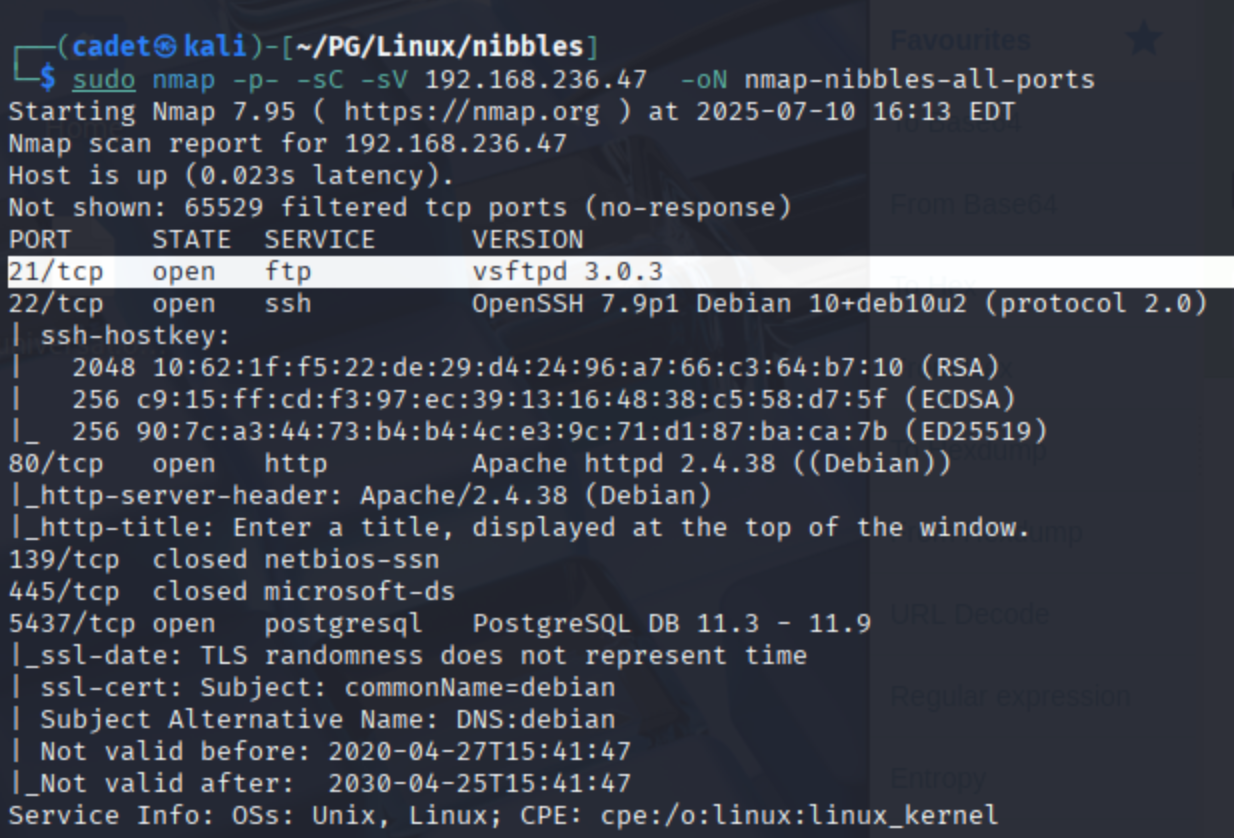 ┌──(cadet㉿kali)-[~/PG/Linux/nibbles]
└─$ sudo nmap -p- -sC -sV 192.168.236.47  -oN nmap-nibbles-all-ports
Starting Nmap 7.95 ( https://nmap.org ) at 2025-07-10 16:13 EDT
Nmap scan report for 192.168.236.47
Host is up (0.023s latency).
Not shown: 65529 filtered tcp ports (no-response)
PORT     STATE  SERVICE      VERSION
21/tcp   open   ftp          vsftpd 3.0.3
22/tcp   open   ssh          OpenSSH 7.9p1 Debian 10+deb10u2 (protocol 2.0)
| ssh-hostkey:
|   2048 10:62:1f:f5:22:de:29:d4:24:96:a7:66:c3:64:b7:10 (RSA)
|   256 c9:15:ff:cd:f3:97:ec:39:13:16:48:38:c5:58:d7:5f (ECDSA)
|_  256 90:7c:a3:44:73:b4:b4:4c:e3:9c:71:d1:87:ba:ca:7b (ED25519)
80/tcp   open   http         Apache httpd 2.4.38 ((Debian))
|_http-server-header: Apache/2.4.38 (Debian)
|_http-title: Enter a title, displayed at the top of the window.
139/tcp  closed netbios-ssn
445/tcp  closed microsoft-ds
5437/tcp open   postgresql   PostgreSQL DB 11.3 - 11.9
|_ssl-date: TLS randomness does not represent time
| ssl-cert: Subject: commonName=debian
| Subject Alternative Name: DNS:debian
| Not valid before: 2020-04-27T15:41:47
|_Not valid after:  2030-04-25T15:41:47
Service Info: OSs: Unix, Linux; CPE: cpe:/o:linux:linux_kernel
Favourites
To Base64
From Base64
URL Decode
Regular expression
Entropy